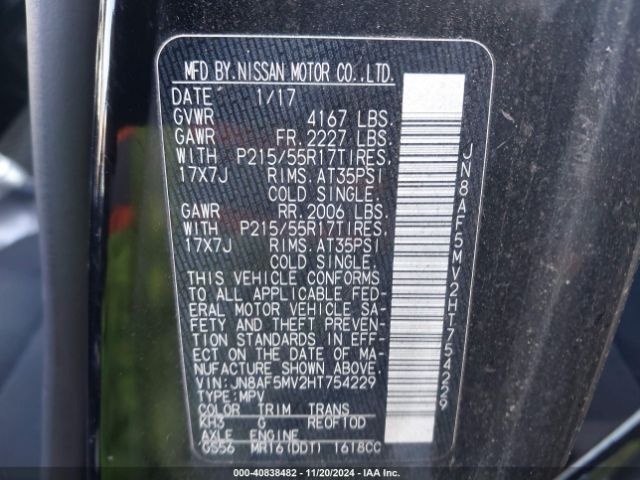 MFD BY.NISSAN MOTOR CO.,LTD.
DATE 1/17
GVWR 4167 LBS.
GAWR FR. 2227 LBS.
WITH P215/55R17TIRES.
17X7J RIMS.AT35PSI
COLD SINGLE.
GAWR RR. 2006 LBS.
WITH P215/55R17TIRES.
17X7J RIMS.AT35PSI
COLD SINGLE.
THIS VEHICLE CONFORMS
TO ALL APPLICABLE FED-
ERAL MOTOR VEHICLE SA-
FETY AND THEFT PREVEN-
TION STANDARDS IN EFF-
ECT ON THE DATE OF MA-
NUFACTURE SHOWN ABOVE.
VIN:JN8AF5MV2HT754229
TYPE:MPV
COLOR TRIM TRANS
KH3 G RE0F10D
AXLE ENGINE
GS56 MR16(DDT) 1618CC
JN8AF5MV2HT754229
000-40838482 - 11/20/2024 - IAA Inc.